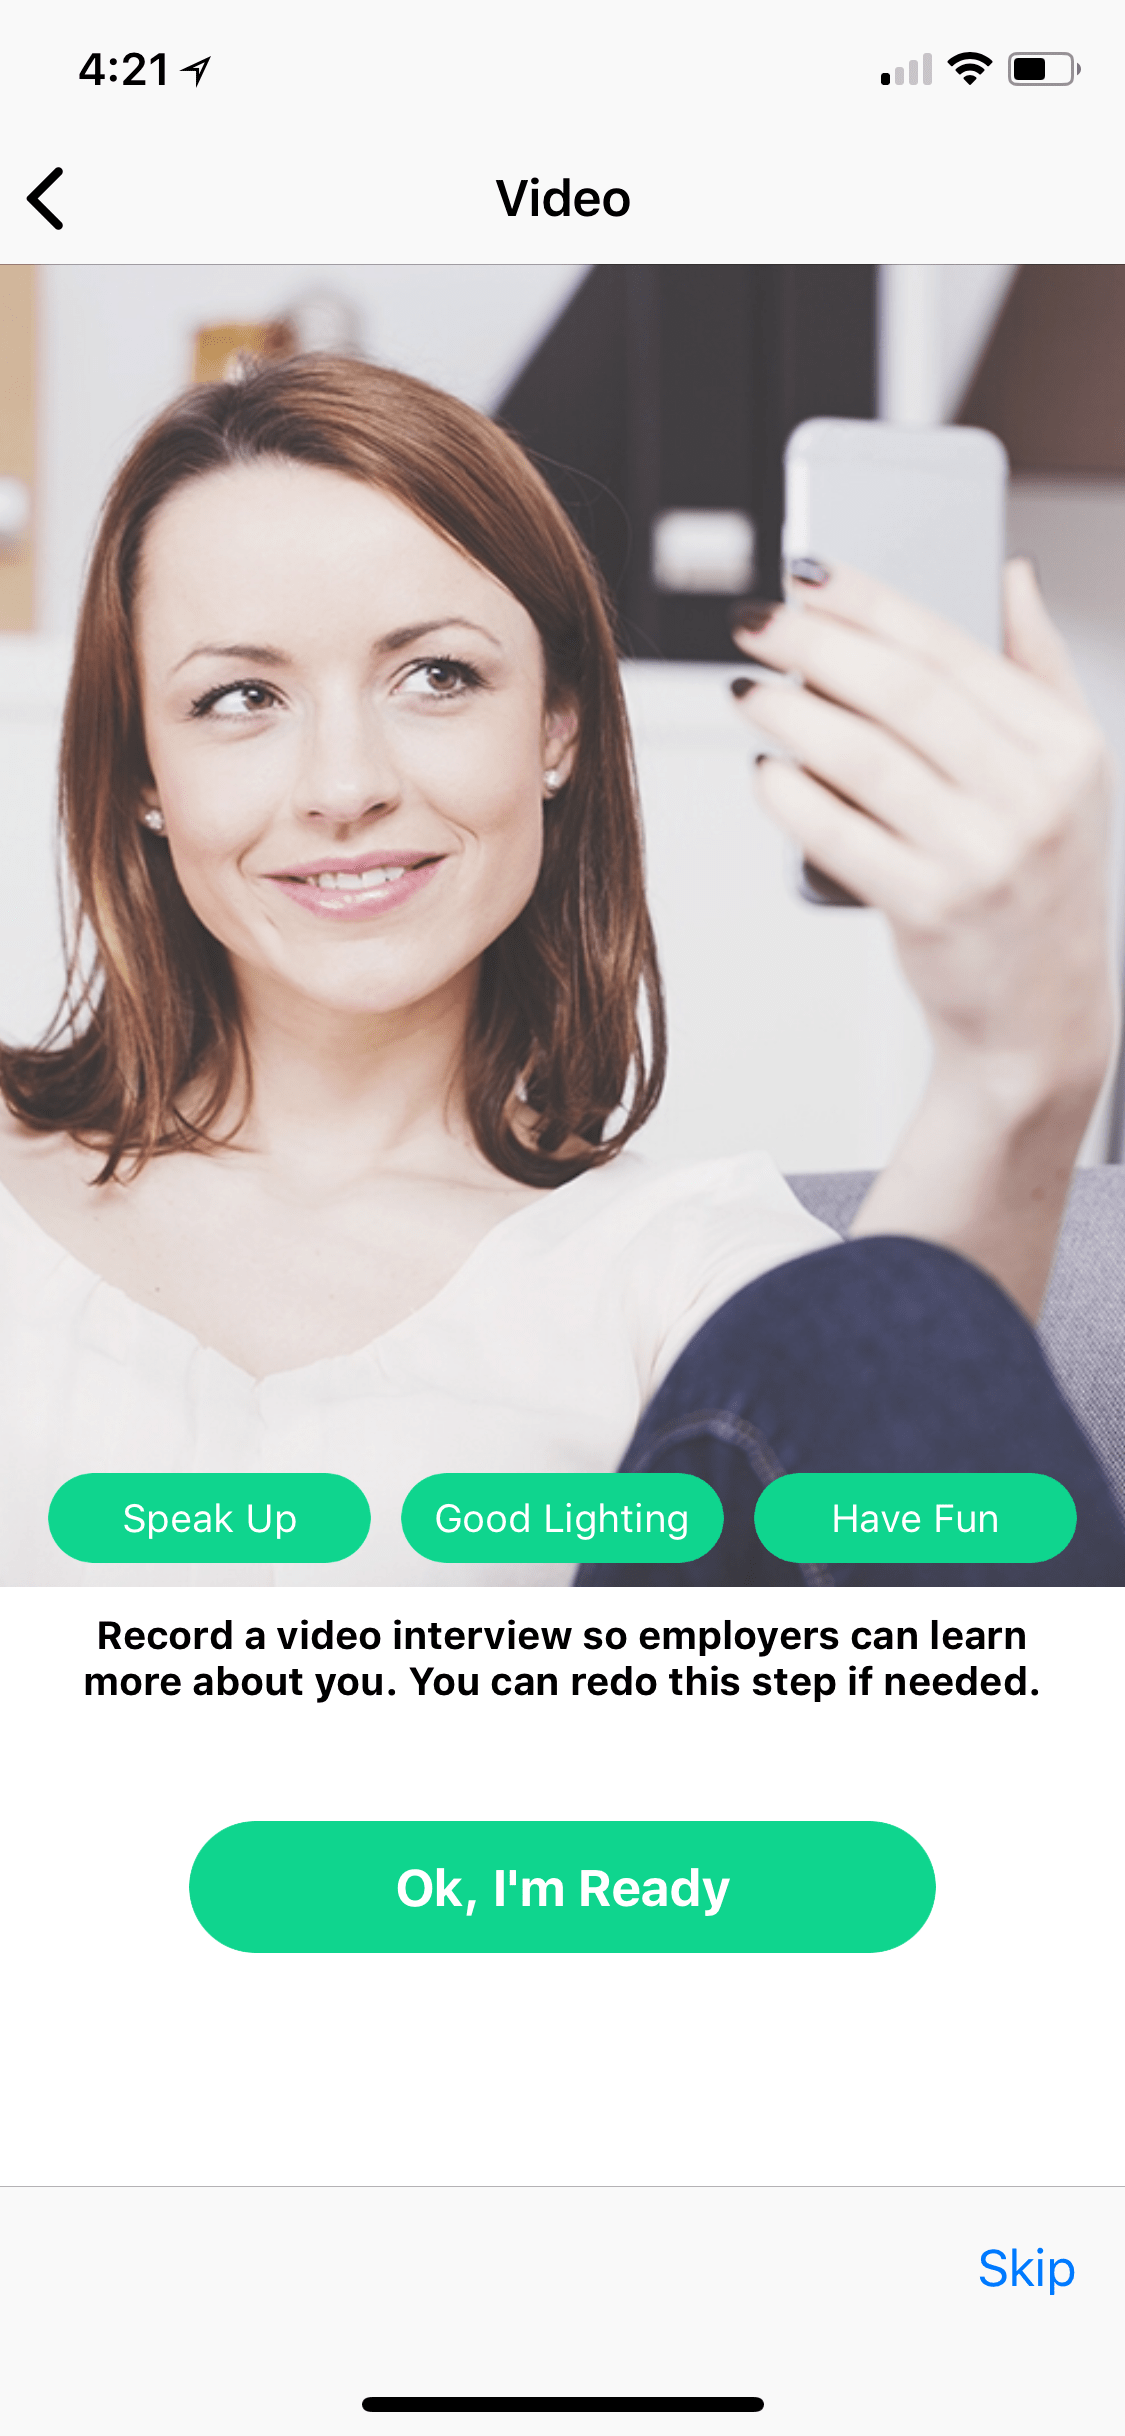 4:21
Video
Speak Up
Good Lighting
Have Fun
Record a video interview so employers can learn
more about you. You can redo this step if needed.
Ok, I'm Ready
Skip